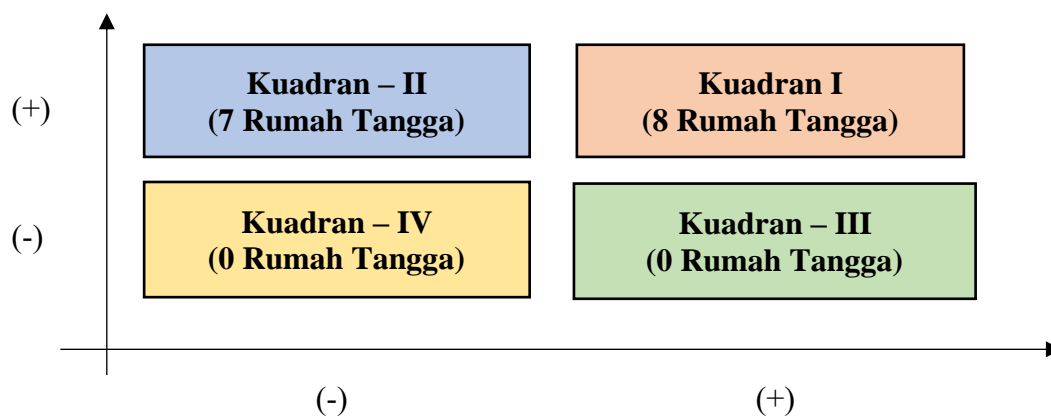 (+)
Kuadran – II
(7 Rumah Tangga)
Kuadran I
(8 Rumah Tangga)
(-)
Kuadran – IV
(0 Rumah Tangga)
Kuadran – III
(0 Rumah Tangga)
(-)
(+)